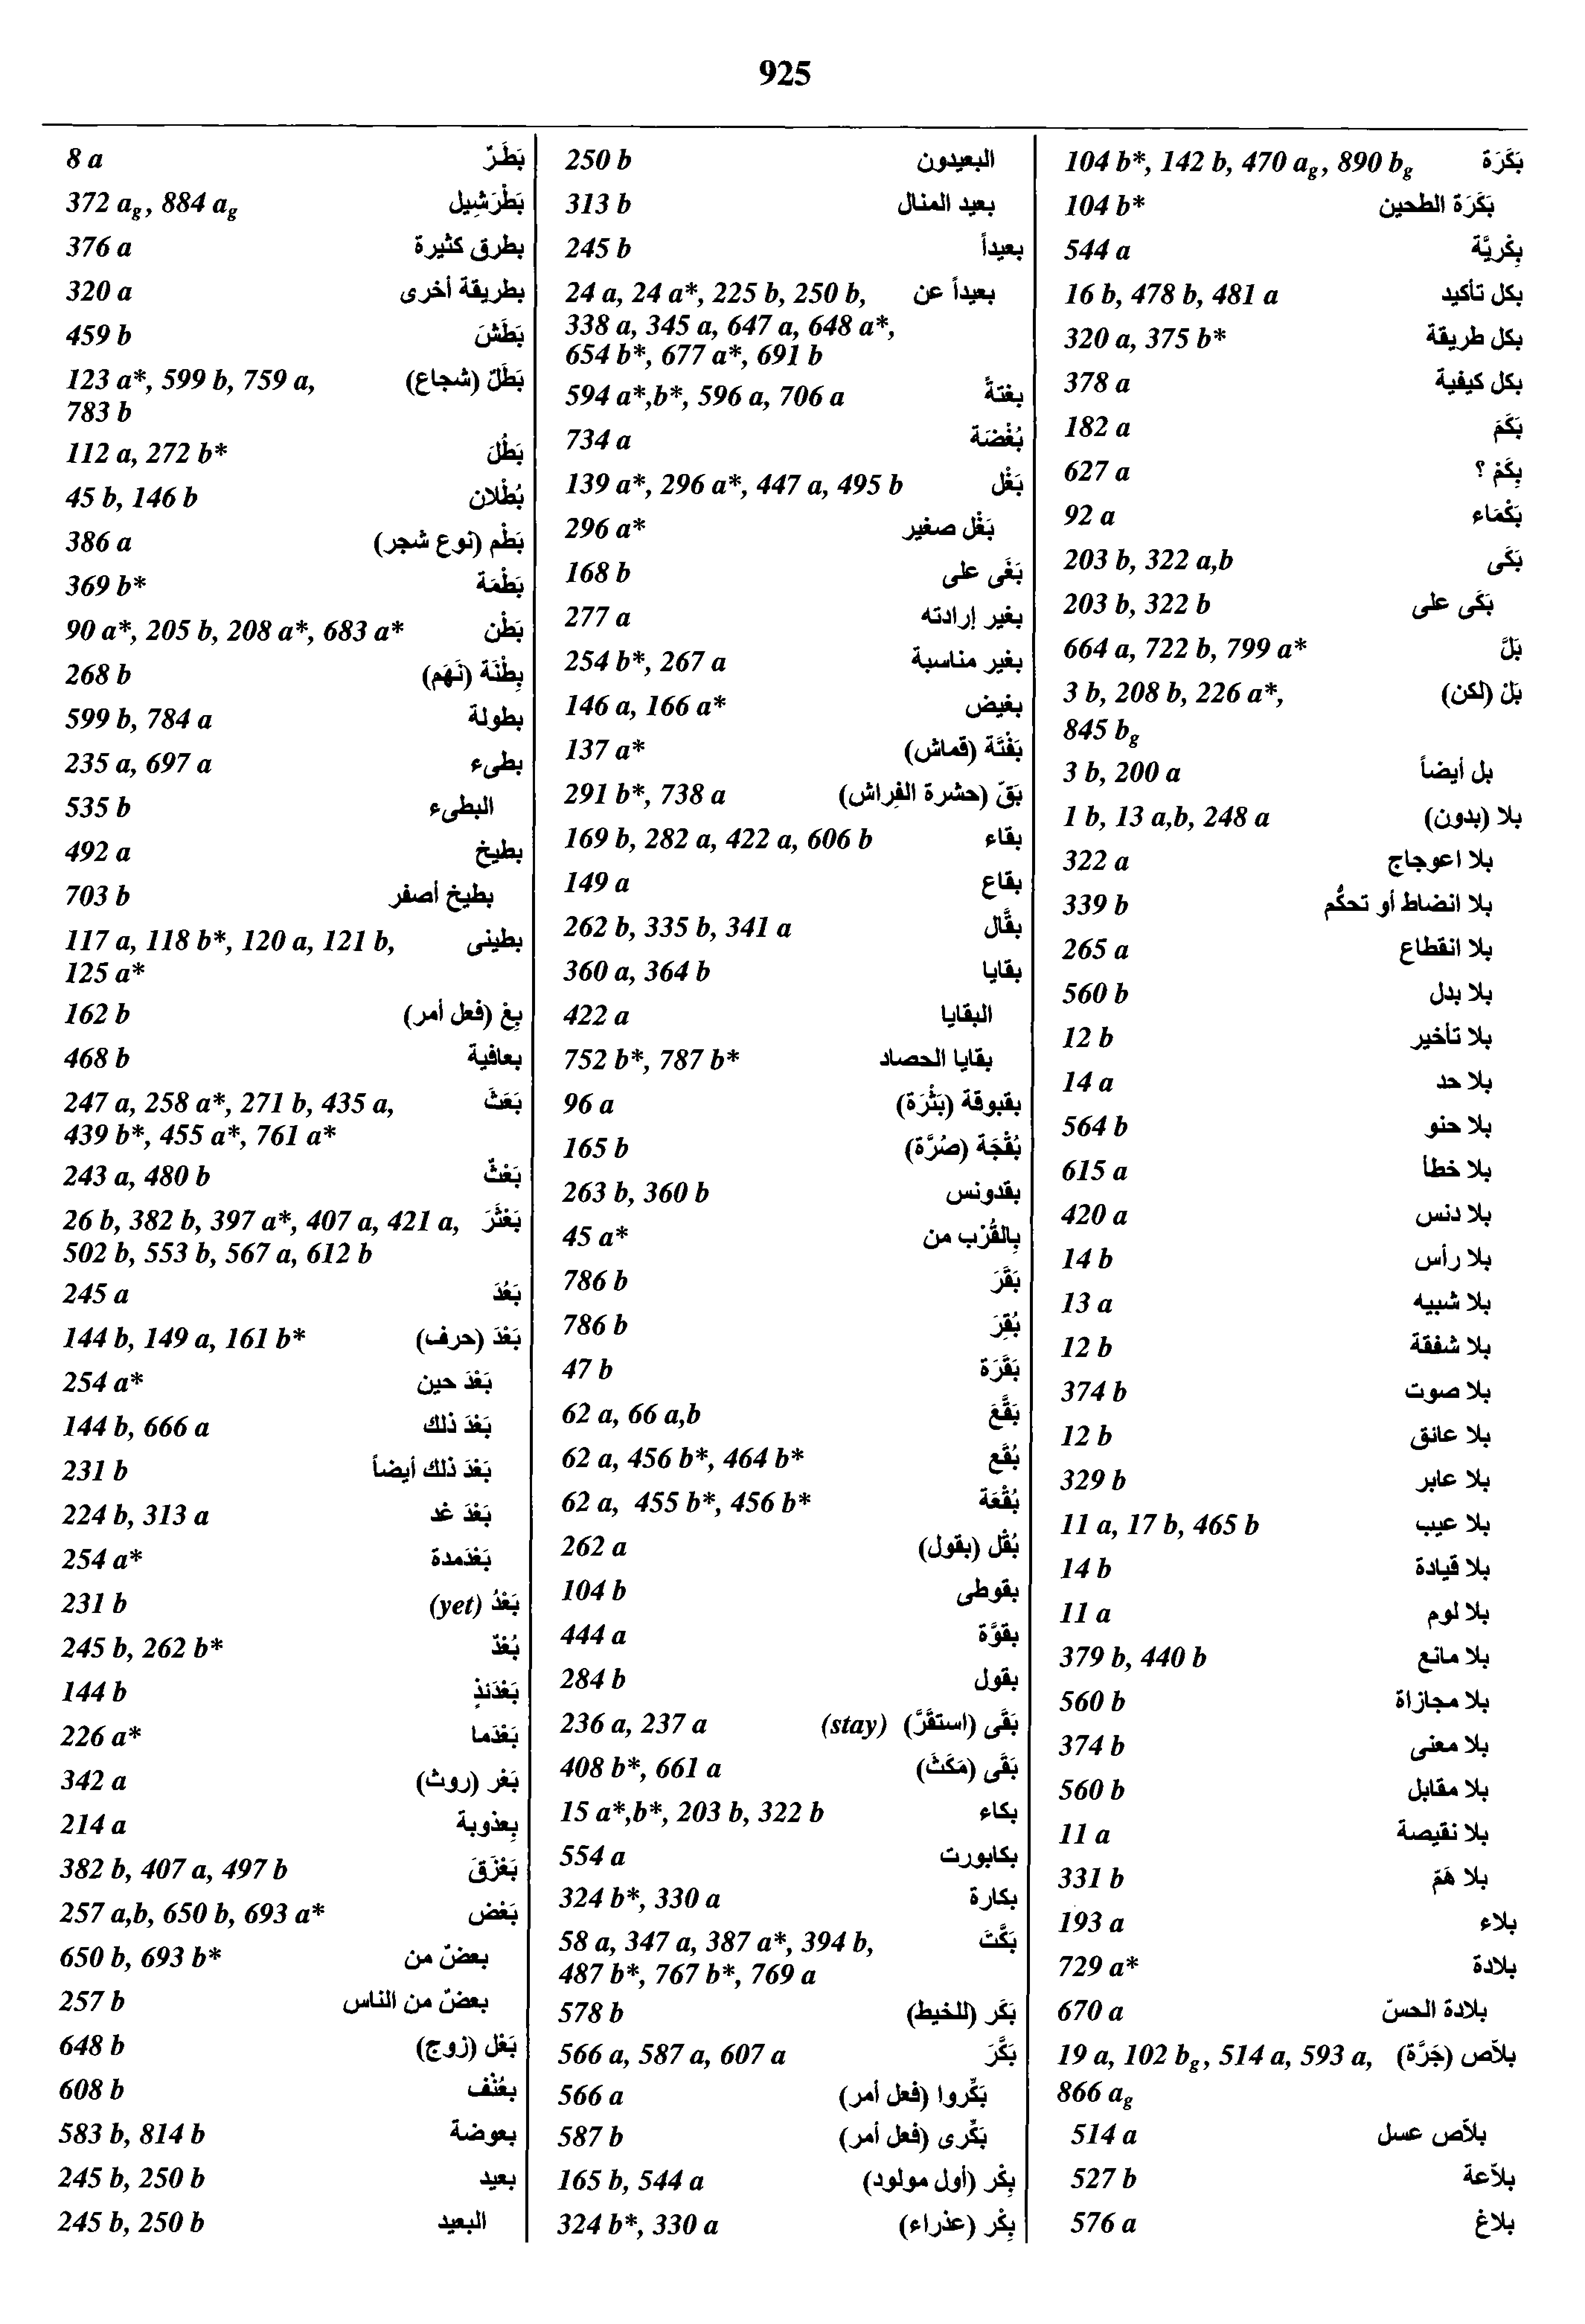 925
8 a بَطَرٌ
372 ag, 884 ag بَطْرَشِيل
376 a بطرق كثيرة
320 a بطريقة أخرى
459 b بَطَشَ
123 a*, 599 b, 759 a, بَطَلٌ (شجاع)
783 b
112 a, 272 b* بَطُلَ
45 b, 146 b بُطْلان
386 a بَطْم (نوع شجر)
369 b* بَطْمَة
90 a*, 205 b, 208 a*, 683 a* بَطْن
268 b بِطْنَة (نَهَم)
599 b, 784 a بطولة
235 a, 697 a بطىء
535 b البطىء
492 a بطيخ
703 b بطيخ أصفر
117 a, 118 b*, 120 a, 121 b, بطينى
125 a*
162 b بِعْ (فعل أمر)
468 b بعافية
247 a, 258 a*, 271 b, 435 a, بَعَثَ
439 b*, 455 a*, 761 a*
243 a, 480 b بَعْثٌ
26 b, 382 b, 397 a*, 407 a, 421 a, بَعْثَرَ
502 b, 553 b, 567 a, 612 b
245 a بَعُدَ
144 b, 149 a, 161 b* بَعْدَ (حرف)
254 a* بَعْدَ حين
144 b, 666 a بَعْدَ ذلك
231 b بَعْدَ ذلك أيضاً
224 b, 313 a بَعْدَ غد
254 a* بَعْدَمدة
231 b بَعْدُ (yet)
245 b, 262 b* بُعْدٌ
144 b بَعْدَئذٍ
226 a* بَعْدَما
342 a بَعْر (روث)
214 a بِعذوبة
382 b, 407 a, 497 b بَعْزَقَ
257 a,b, 650 b, 693 a* بَعْض
650 b, 693 b* بعضٌ من
257 b بعضٌ من الناس
648 b بَعْل (زوج)
608 b بعُنْف
583 b, 814 b بعوضة
245 b, 250 b بعيد
245 b, 250 b البعيد
250 b البعيدون
313 b بعيد المنال
245 b بعيداً
24 a, 24 a*, 225 b, 250 b, بعيداً عن
338 a, 345 a, 647 a, 648 a*,
654 b*, 677 a*, 691 b
594 a*,b*, 596 a, 706 a بغتةً
734 a بُغْضَة
139 a*, 296 a*, 447 a, 495 b بَغْل
296 a* بَغْل صغير
168 b بَغَى على
277 a بغير إرادته
254 b*, 267 a بغير مناسبة
146 a, 166 a* بغيض
137 a* بَفْتَة (قماش)
291 b*, 738 a بَقّ (حشرة الفِراش)
169 b, 282 a, 422 a, 606 b بقاء
149 a بقاع
262 b, 335 b, 341 a بقَّال
360 a, 364 b بقايا
422 a البقايا
752 b*, 787 b* بقايا الحصاد
96 a بقبوقة (بَثْرَة)
165 b بُقْجَة (صُرَّة)
263 b, 360 b بقدونس
45 a* بِالقُرْب من
786 b بَقَرَ
786 b بُقِرَ
47 b بَقَرَة
62 a, 66 a,b بَقَّعَ
62 a, 456 b*, 464 b* بُقَع
62 a, 455 b*, 456 b* بُقْعَة
262 a بُقْل (بقول)
104 b بقوطى
444 a بقوَّة
284 b بقول
236 a, 237 a بَقَى (استقَرَّ) (stay)
408 b*, 661 a بَقَى (مَكَثَ)
15 a*,b*, 203 b, 322 b بكاء
554 a بكابورت
324 b*, 330 a بكارة
58 a, 347 a, 387 a*, 394 b, بَكَّتَ
487 b*, 767 b*, 769 a
578 b بَكَر (للخيط)
566 a, 587 a, 607 a بَكَّرَ
566 a بَكِّروا (فعل أمر)
587 b بَكِّرى (فعل أمر)
165 b, 544 a بِكْر (أول مولود)
324 b*, 330 a بِكْر (عذراء)
104 b*, 142 b, 470 ag, 890 bg بَكَرَة
104 b* بَكَرَة الطحين
544 a بِكْريَّة
16 b, 478 b, 481 a بكل تأكيد
320 a, 375 b* بكل طريقة
378 a بكل كيفية
182 a بَكَمَ
627 a بِكَمْ ؟
92 a بَكْمَاء
203 b, 322 a,b بَكَى
203 b, 322 b بَكَى على
664 a, 722 b, 799 a* بَلَّ
3 b, 208 b, 226 a*, بَلْ (لكن)
845 bg
3 b, 200 a بل أيضاً
1 b, 13 a,b, 248 a بلا (بدون)
322 a بلا اعوجاج
339 b بلا انضاط أو تحكُم
265 a بلا انقطاع
560 b بلا بدل
12 b بلا تأخير
14 a بلا حد
564 b بلا حنو
615 a بلا خطأ
420 a بلا دنس
14 b بلا رأس
13 a بلا شبيه
12 b بلا شفقة
374 b بلا صوت
12 b بلا عائق
329 b بلا عابر
11 a, 17 b, 465 b بلا عيب
14 b بلا قيادة
11 a بلا لوم
379 b, 440 b بلا مانع
560 b بلا مجازاة
374 b بلا معنى
560 b بلا مقابل
11 a بلا نقيصة
331 b بلا هَمّ
193 a بلاء
729 a* بلادة
670 a بلادة الحسّ
19 a, 102 bg, 514 a, 593 a, بلاَّص (جَرَّة)
866 ag
514 a بلاَّص عسل
527 b بلاَّعة
576 a بلاغ